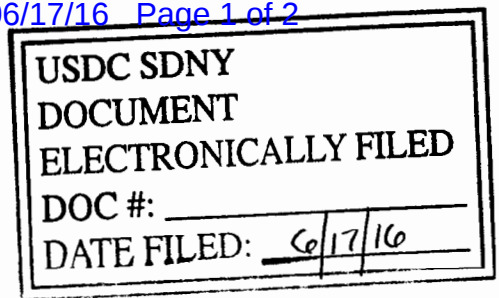 06/17/16 Page 1 of 2
USDC SDNY
DOCUMENT
ELECTRONICALLY FILED
DOC #:
DATE FILED: 6/17/16